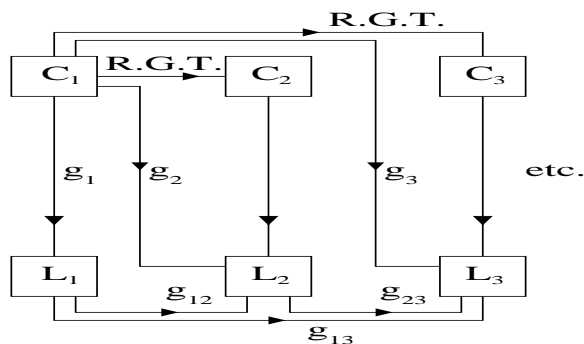 R.G.T.
C₁ R.G.T. C₂ C₃
g₁ g₂ g₃ etc.
L₁ L₂ L₃
g₁₂ g₂₃
g₁₃